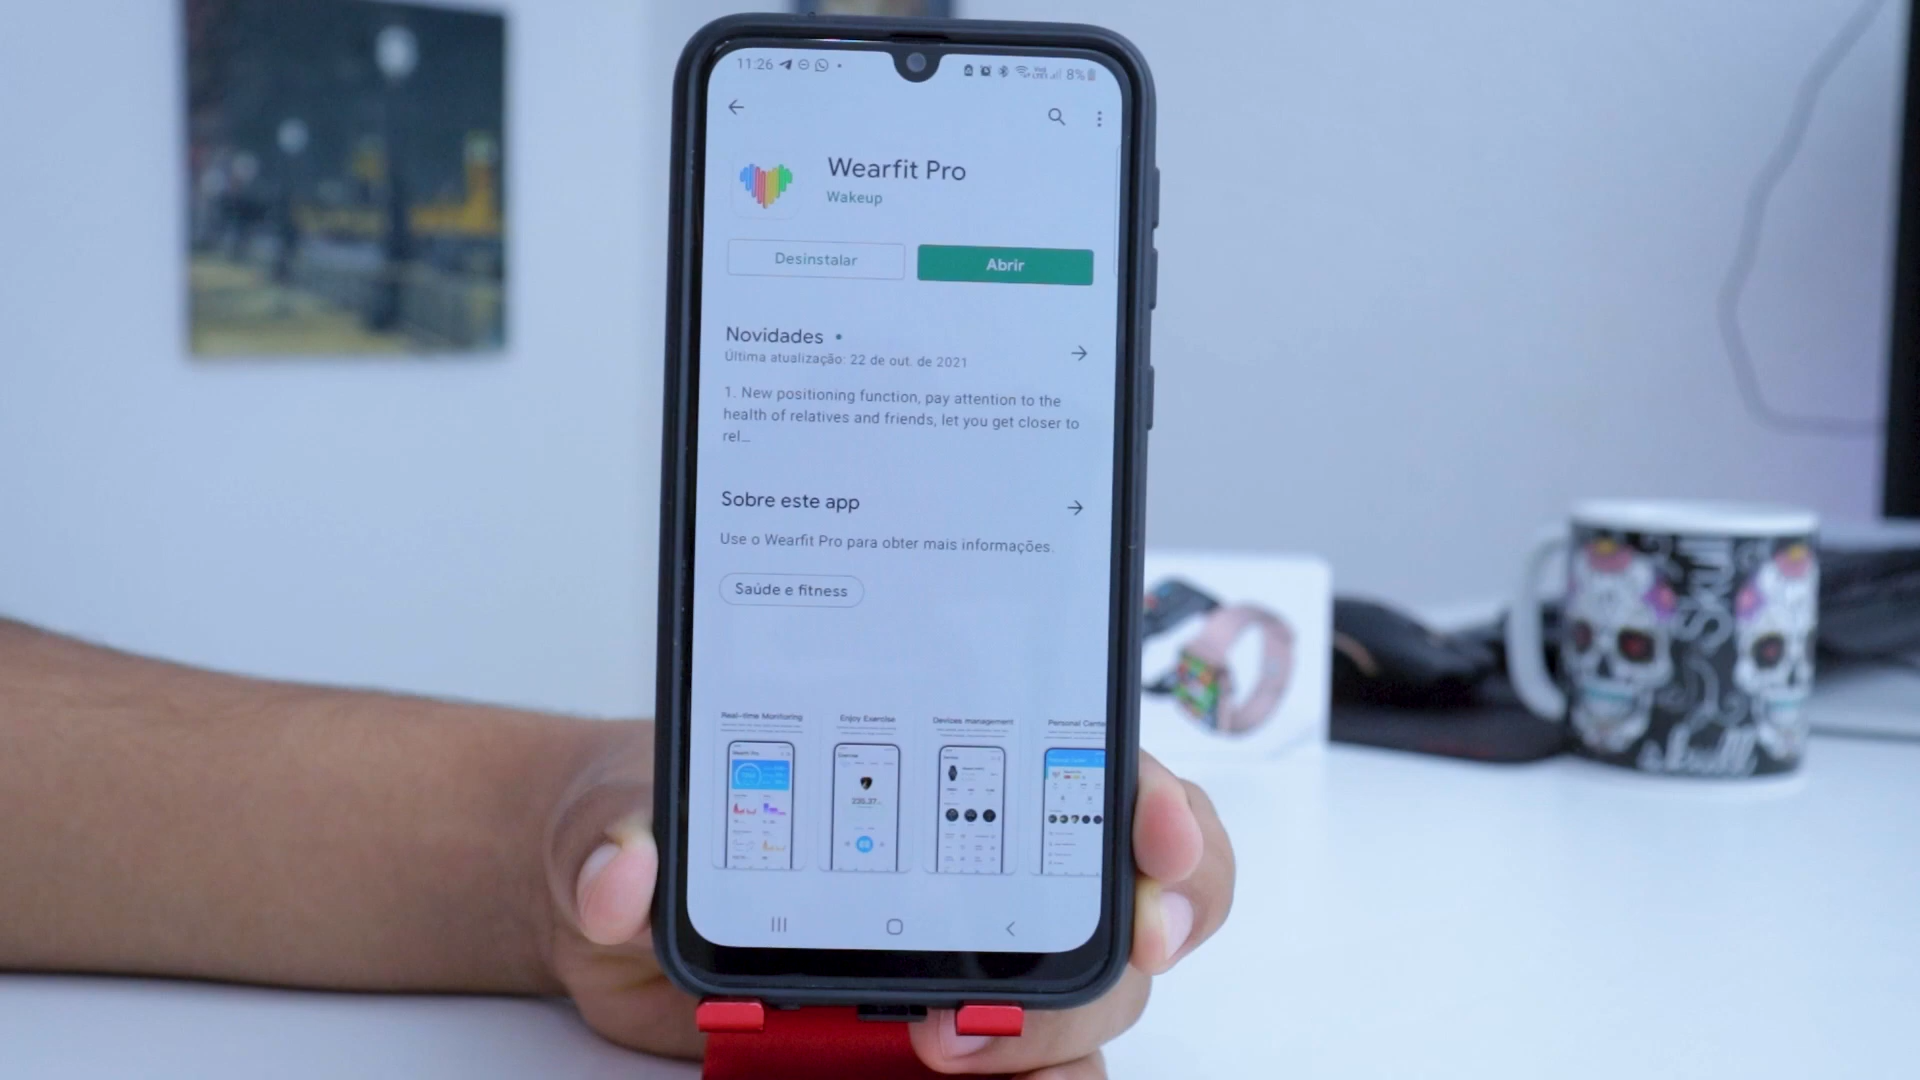 11:26
8%
Wearfit Pro
Wakeup
Desinstalar
Abrir
Novidades •
Última atualização: 22 de out. de 2021
1. New positioning function, pay attention to the
health of relatives and friends, let you get closer to
rel...
Sobre este app
Use o Wearfit Pro para obter mais informações.
Saúde e fitness
Real-time Monitoring
Enjoy Exercise
Devices management
Personal Cente